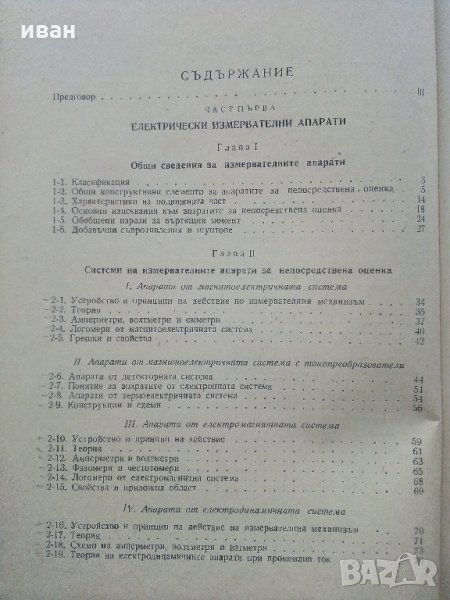 иван
СЪДЪРЖАНИЕ
Предговор . . . III
ЧАСТ ПЪРВА
ЕЛЕКТРИЧЕСКИ ИЗМЕРВАТЕЛНИ АПАРАТИ
Глава I
Общи сведения за измервателните апарати
1-1. Класификация . . . 3
1-2. Общи конструктивни елементи в апаратите за непосредствена оценка . 5
1-3. Характеристики на подвижната част . . . 14
1-4. Основни изисквания към апаратите за непосредствена оценка . . . 18
1-5. Обобщени изрази за въртящия момент . . . 24
1-6. Добавъчни съпротивления и шунтове . . . 27
Глава II
Системи на измервателните апарати за непосредствена оценка
I. Апарати от магнитоелектричната система
2-1. Устройство и принципи на действие на измервателния механизъм . . . 34
2-2. Теория . . . 35
2-3. Амперметри, волтметри и омметри . . . 37
2-4. Логомери от магнитоелектричната система . . . 40
2-5. Грешки и свойства . . . 42
II. Апарати от магнитоелектричната система с токопреобразователи
2-6. Апарати от детекторната система . . . 44
2-7. Понятие за апаратите от електронната система . . . 51
2-8. Апарати от термоелектричната система . . . 54
2-9. Конструкции и схеми . . . 56
III. Апарати от електромагнитната система
2-10. Устройство и принцип на действие . . . 59
2-11. Теория . . . 61
2-12. Амперметри и волтметри . . . 63
2-13. Фазомери и честотомери . . . 65
2-14. Логомери от електромагнитна система . . . 68
2-15. Свойства и приложна област . . . 69
IV. Апарати от електродинамичната система
2-16. Устройство и принцип на действие на измервателния механизъм . . . 70
2-17. Теория . . . 71
2-18. Схеми на амперметри, волтметри и ватметри . . . 73
2-19. Теория на електродинамичните апарати при променлив ток
BAZAR.BG